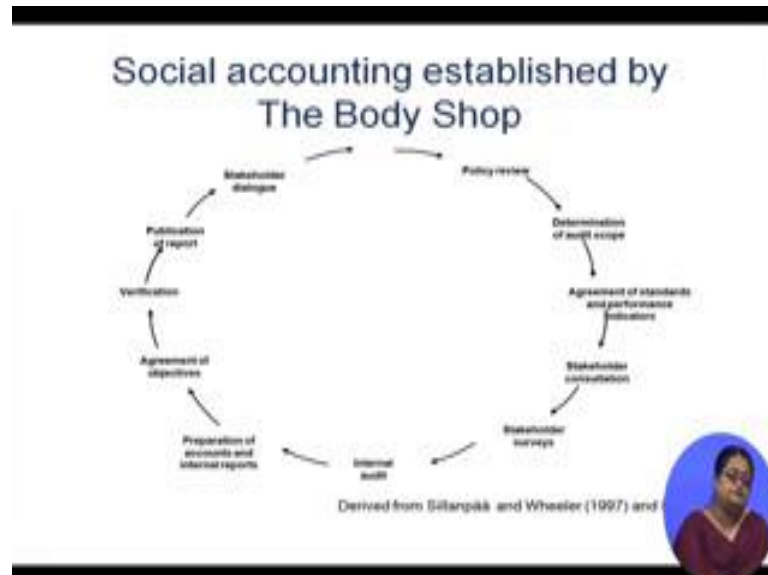 Social accounting established by
The Body Shop
Policy review
Determination
of audit scope
Agreement of standards
and performance
indicators
Stakeholder
consultation
Stakeholder
surveys
Internal
audit
Preparation of
accounts and
internal reports
Agreement of
objectives
Verification
Publication
of report
Stakeholder
dialogue
Derived from Sillanpää and Wheeler (1997) and